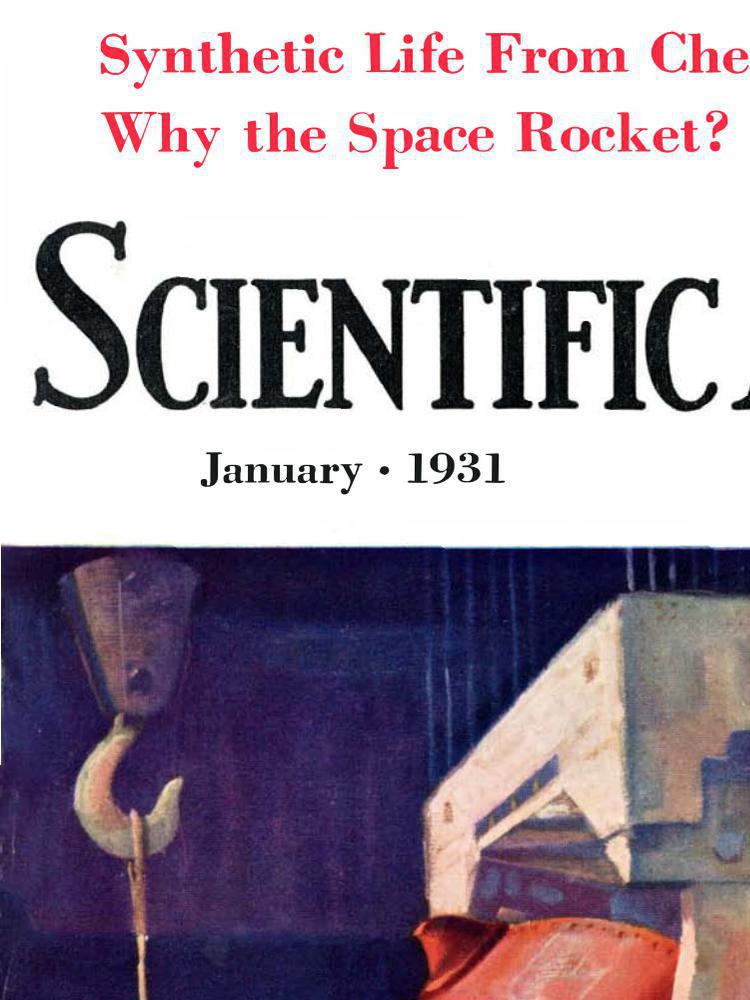 Synthetic Life From Che
Why the Space Rocket?
SCIENTIFIC
January · 1931